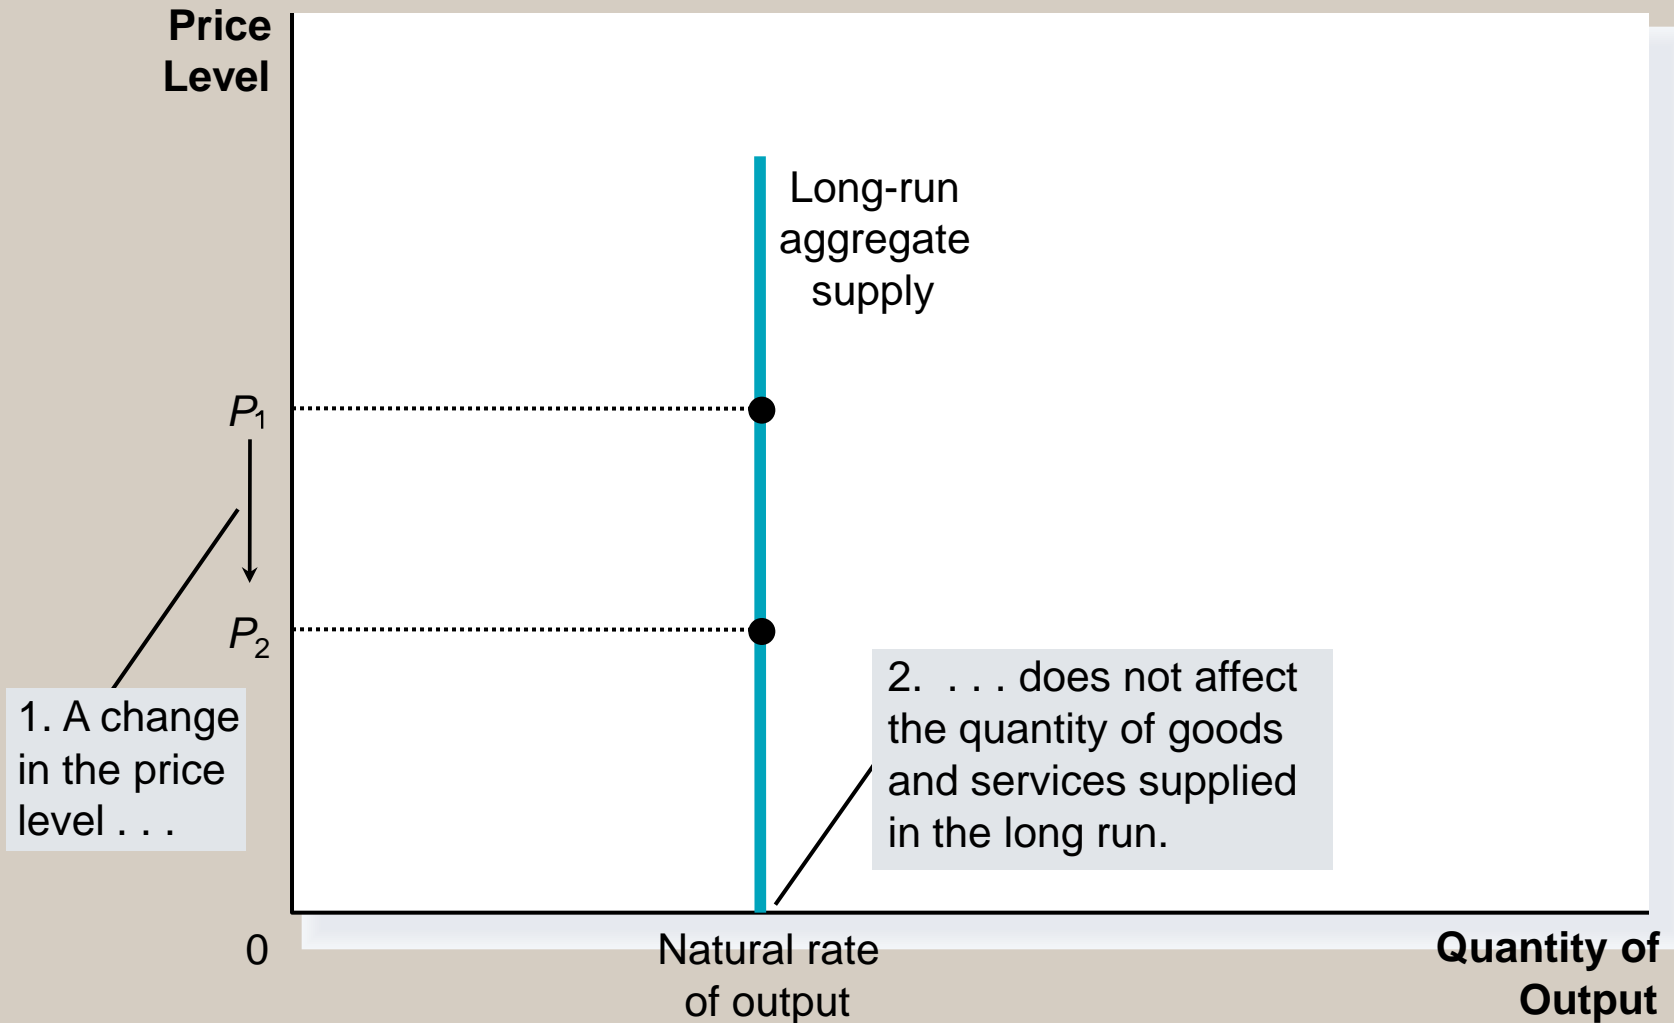 Price
Level
Long-run
aggregate
supply
P1
P2
1. A change
in the price
level . . .
2. . . . does not affect
the quantity of goods
and services supplied
in the long run.
0
Natural rate
of output
Quantity of
Output